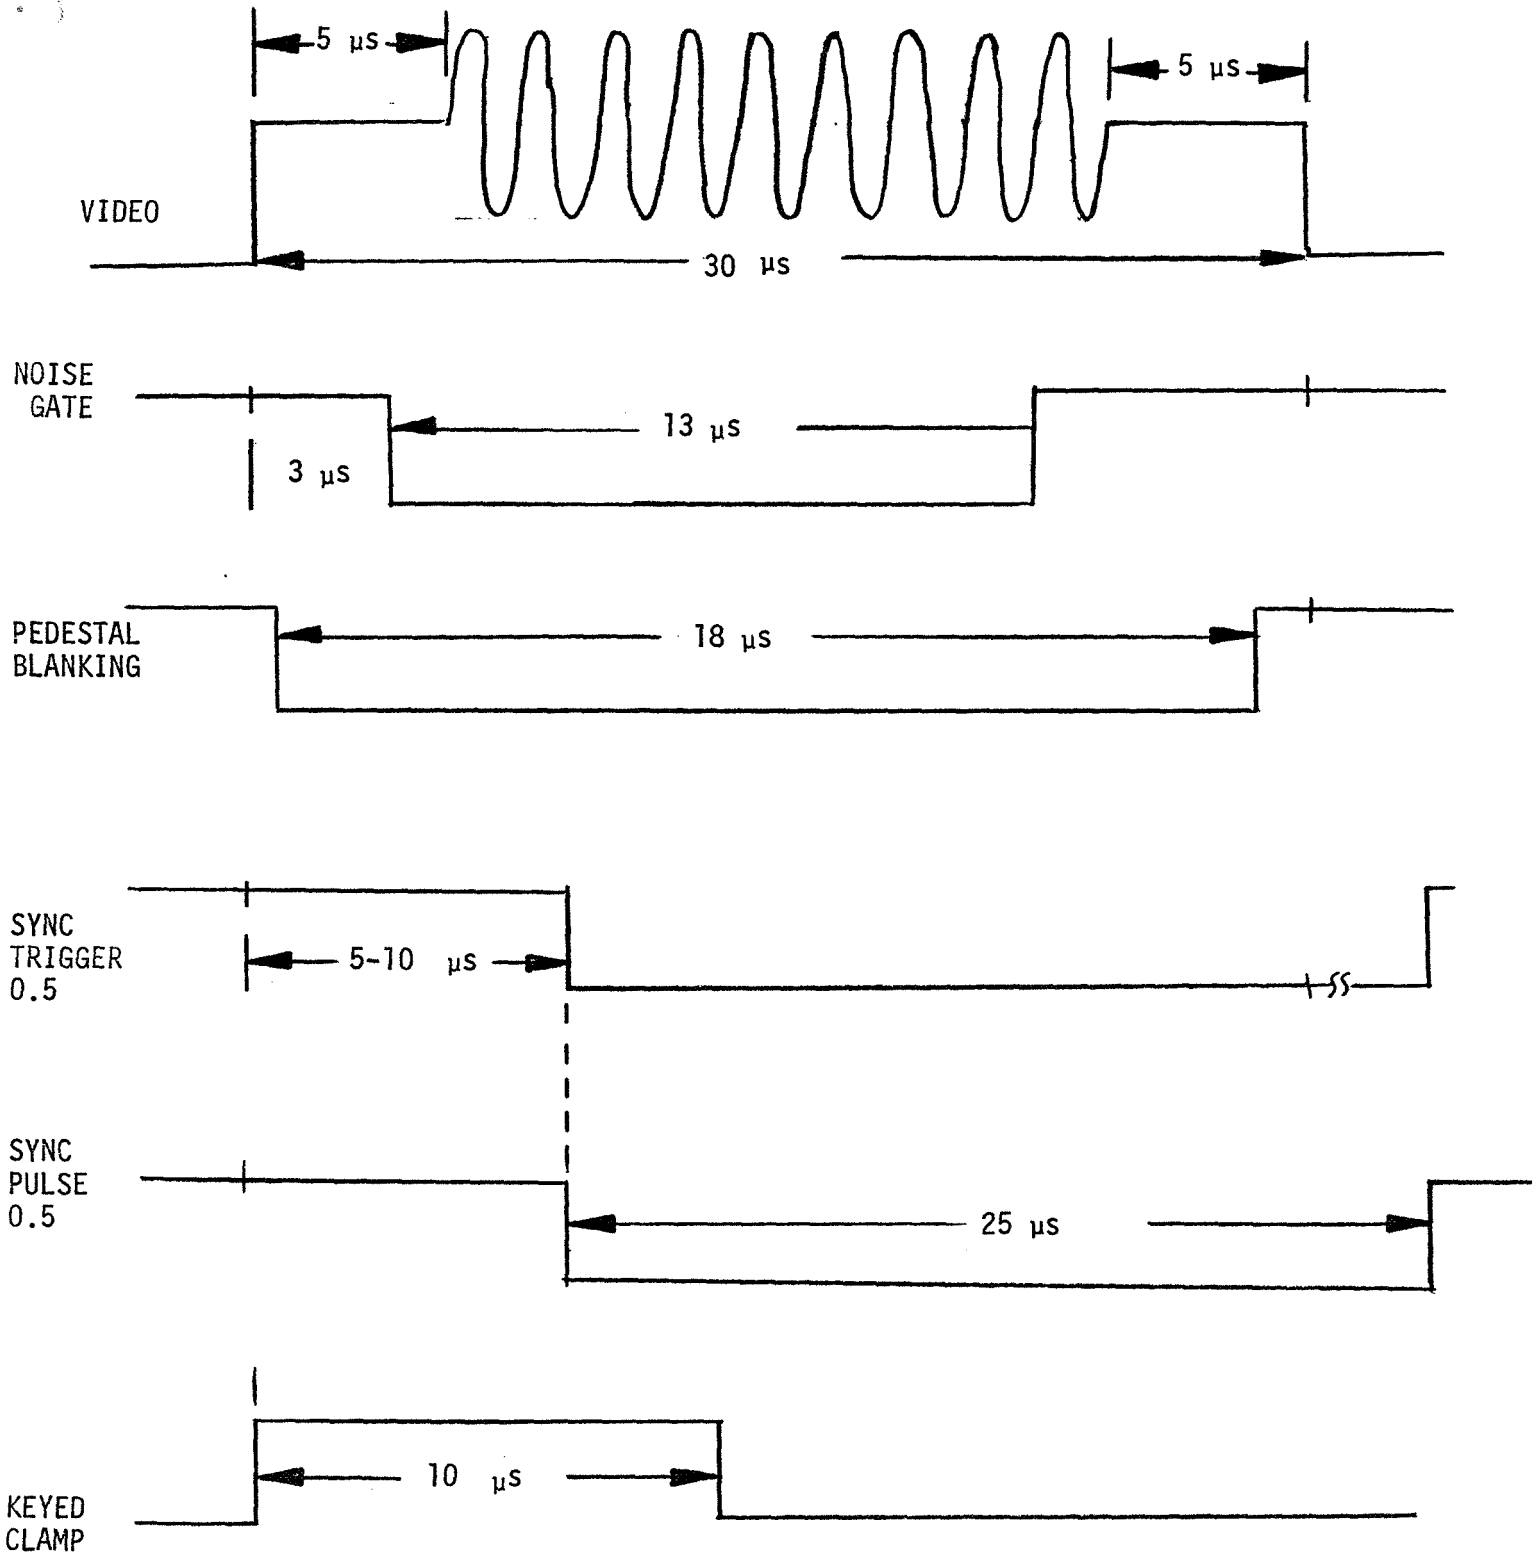 5 μs
5 μs
VIDEO
30 μs
NOISE
GATE
13 μs
3 μs
PEDESTAL
BLANKING
18 μs
SYNC
TRIGGER
0.5
5-10 μs
SYNC
PULSE
0.5
25 μs
10 μs
KEYED
CLAMP